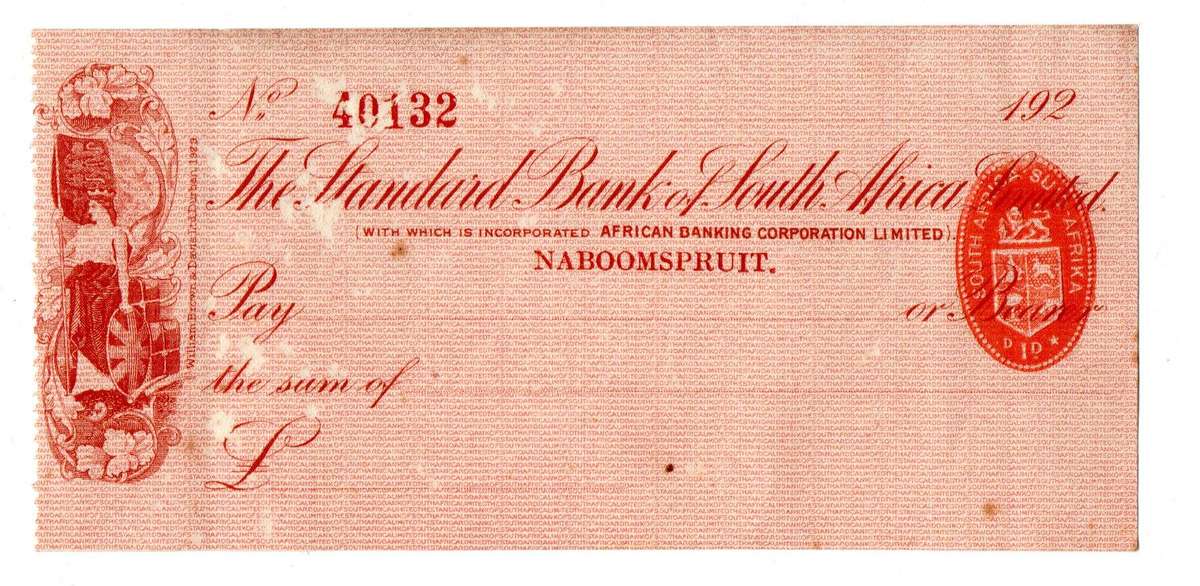 No. 40132
192
The Standard Bank of South Africa Limited.
(WITH WHICH IS INCORPORATED AFRICAN BANKING CORPORATION LIMITED).
NABOOMSPRUIT.
Pay
or Bearer
the sum of
£
SOUTH AFRICA · SUID AFRIKA
D 1 D